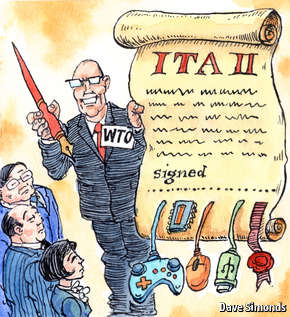 ITA II
WTO
signed
Dave Simonds